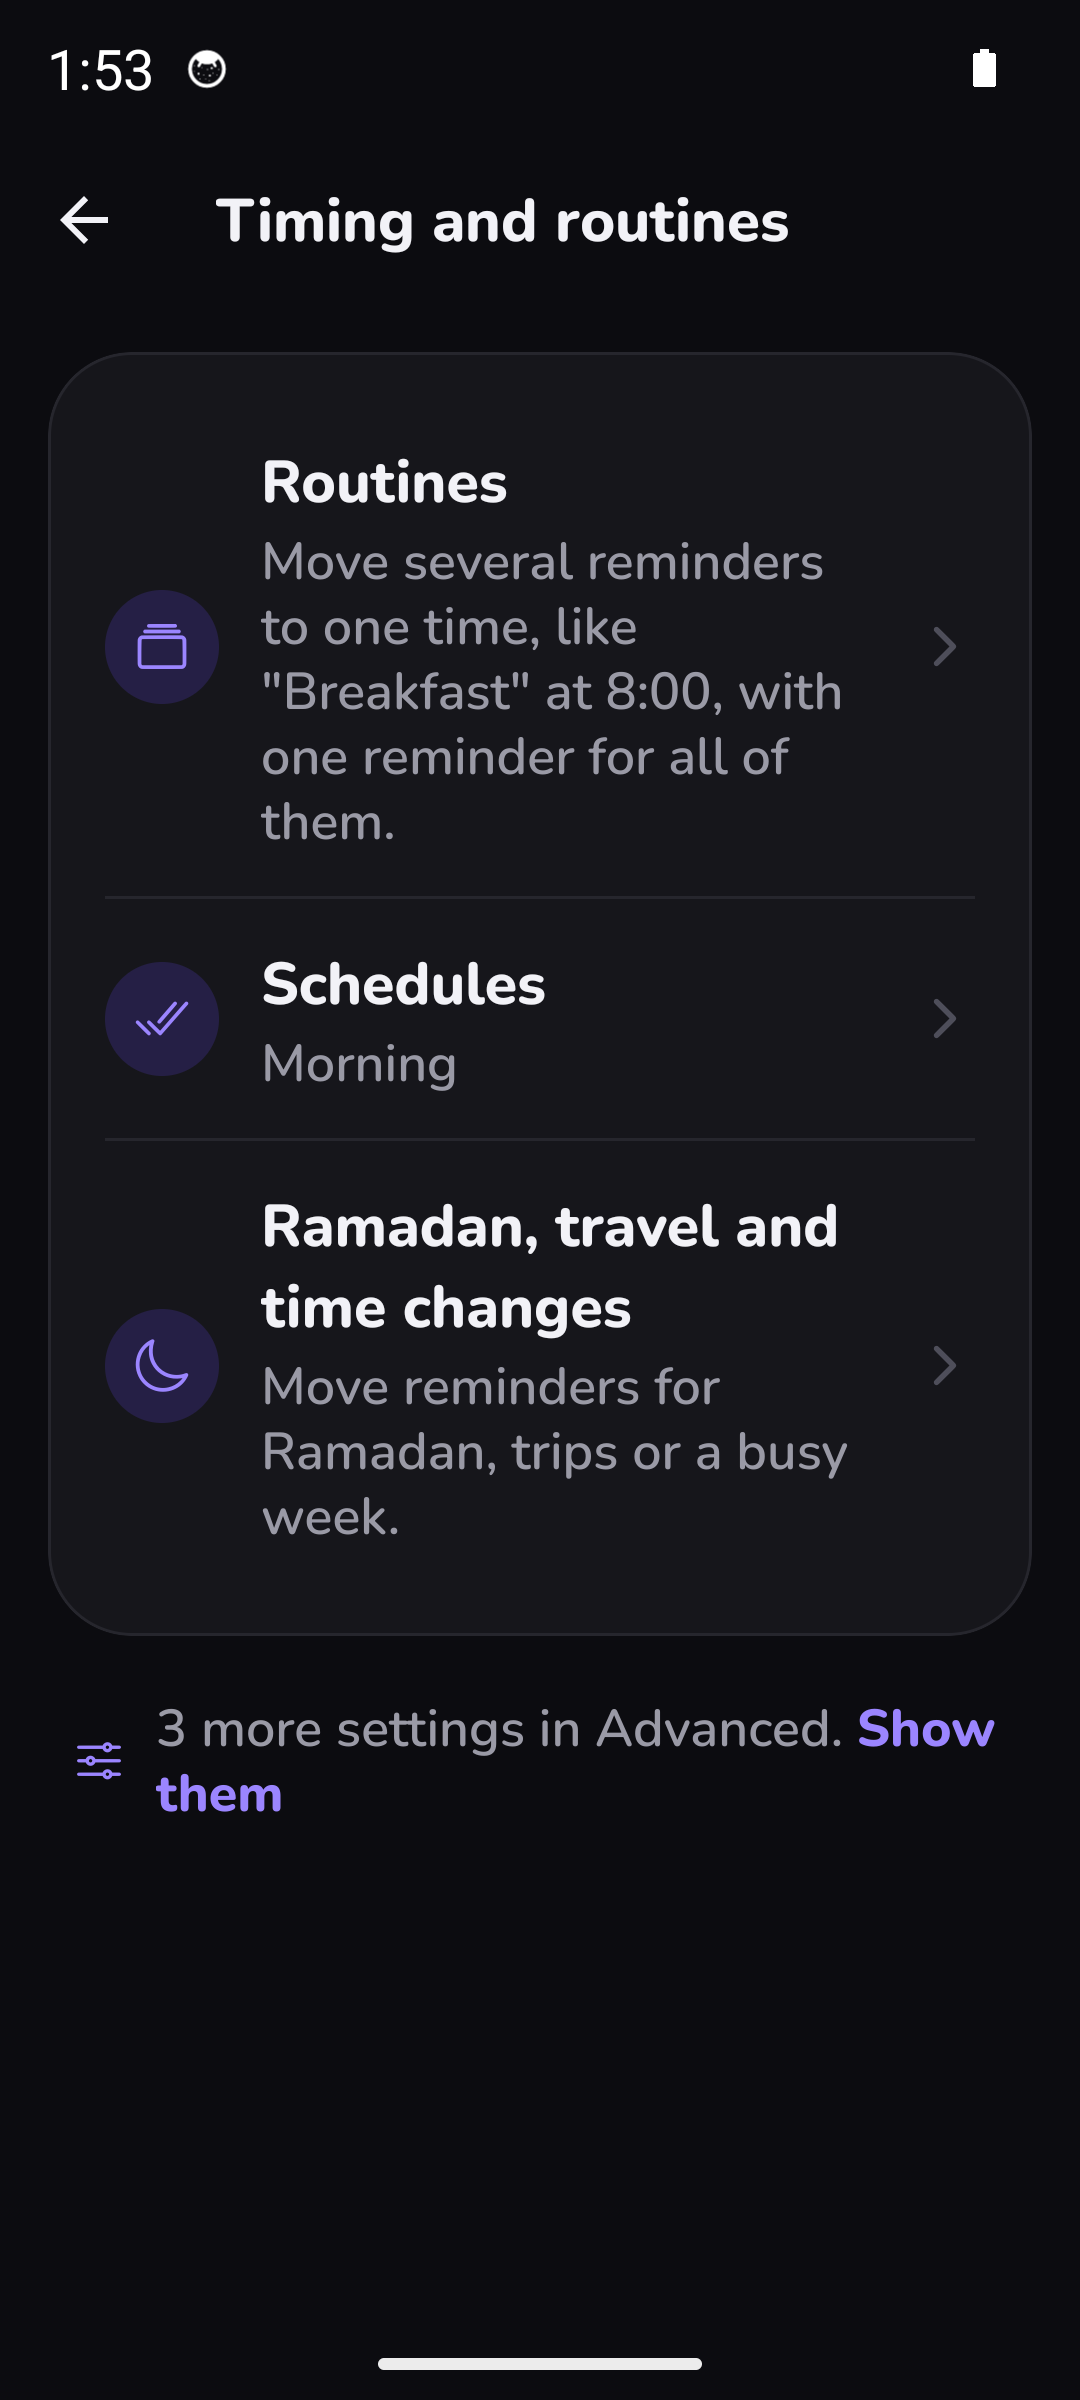 1:53
Timing and routines
Routines
Move several reminders
to one time, like
"Breakfast" at 8:00, with
one reminder for all of
them.
Schedules
Morning
Ramadan, travel and
time changes
Move reminders for
Ramadan, trips or a busy
week.
3 more settings in Advanced. Show
them